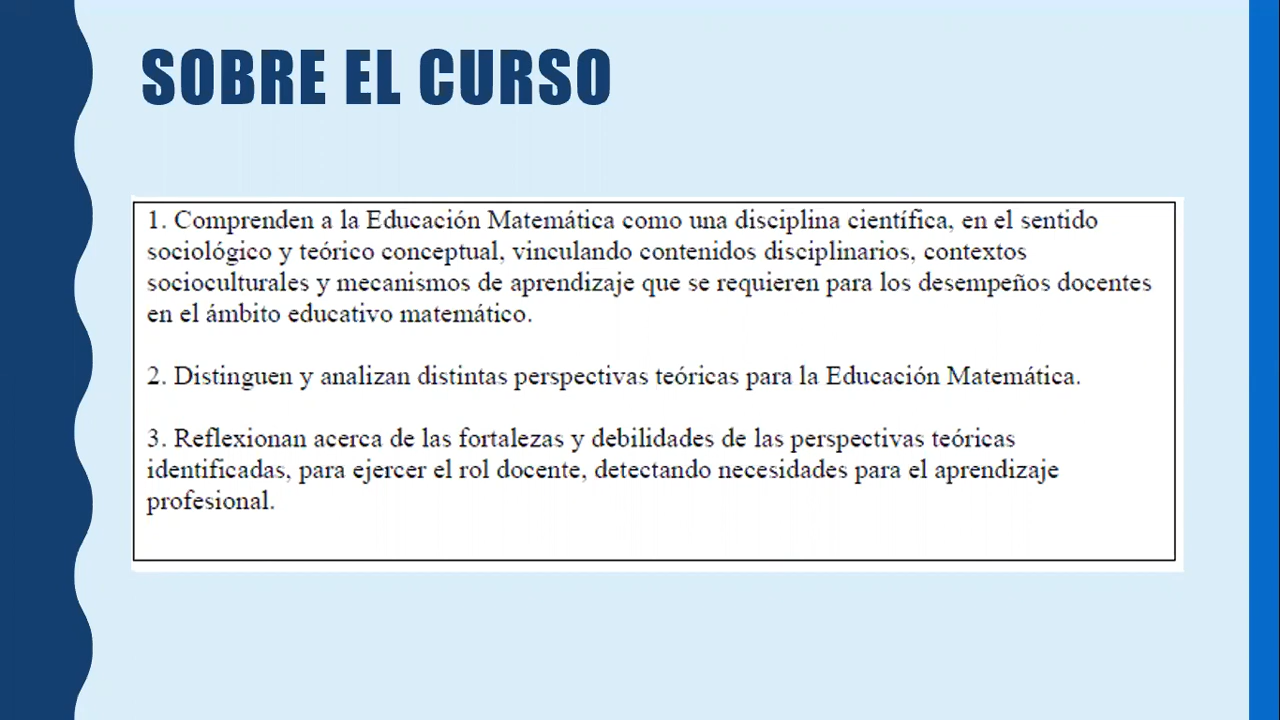 SOBRE EL CURSO
1. Comprenden a la Educación Matemática como una disciplina científica, en el sentido
sociológico y teórico conceptual, vinculando contenidos disciplinarios, contextos
socioculturales y mecanismos de aprendizaje que se requieren para los desempeños docentes
en el ámbito educativo matemático.
2. Distinguen y analizan distintas perspectivas teóricas para la Educación Matemática.
3. Reflexionan acerca de las fortalezas y debilidades de las perspectivas teóricas
identificadas, para ejercer el rol docente, detectando necesidades para el aprendizaje
profesional.